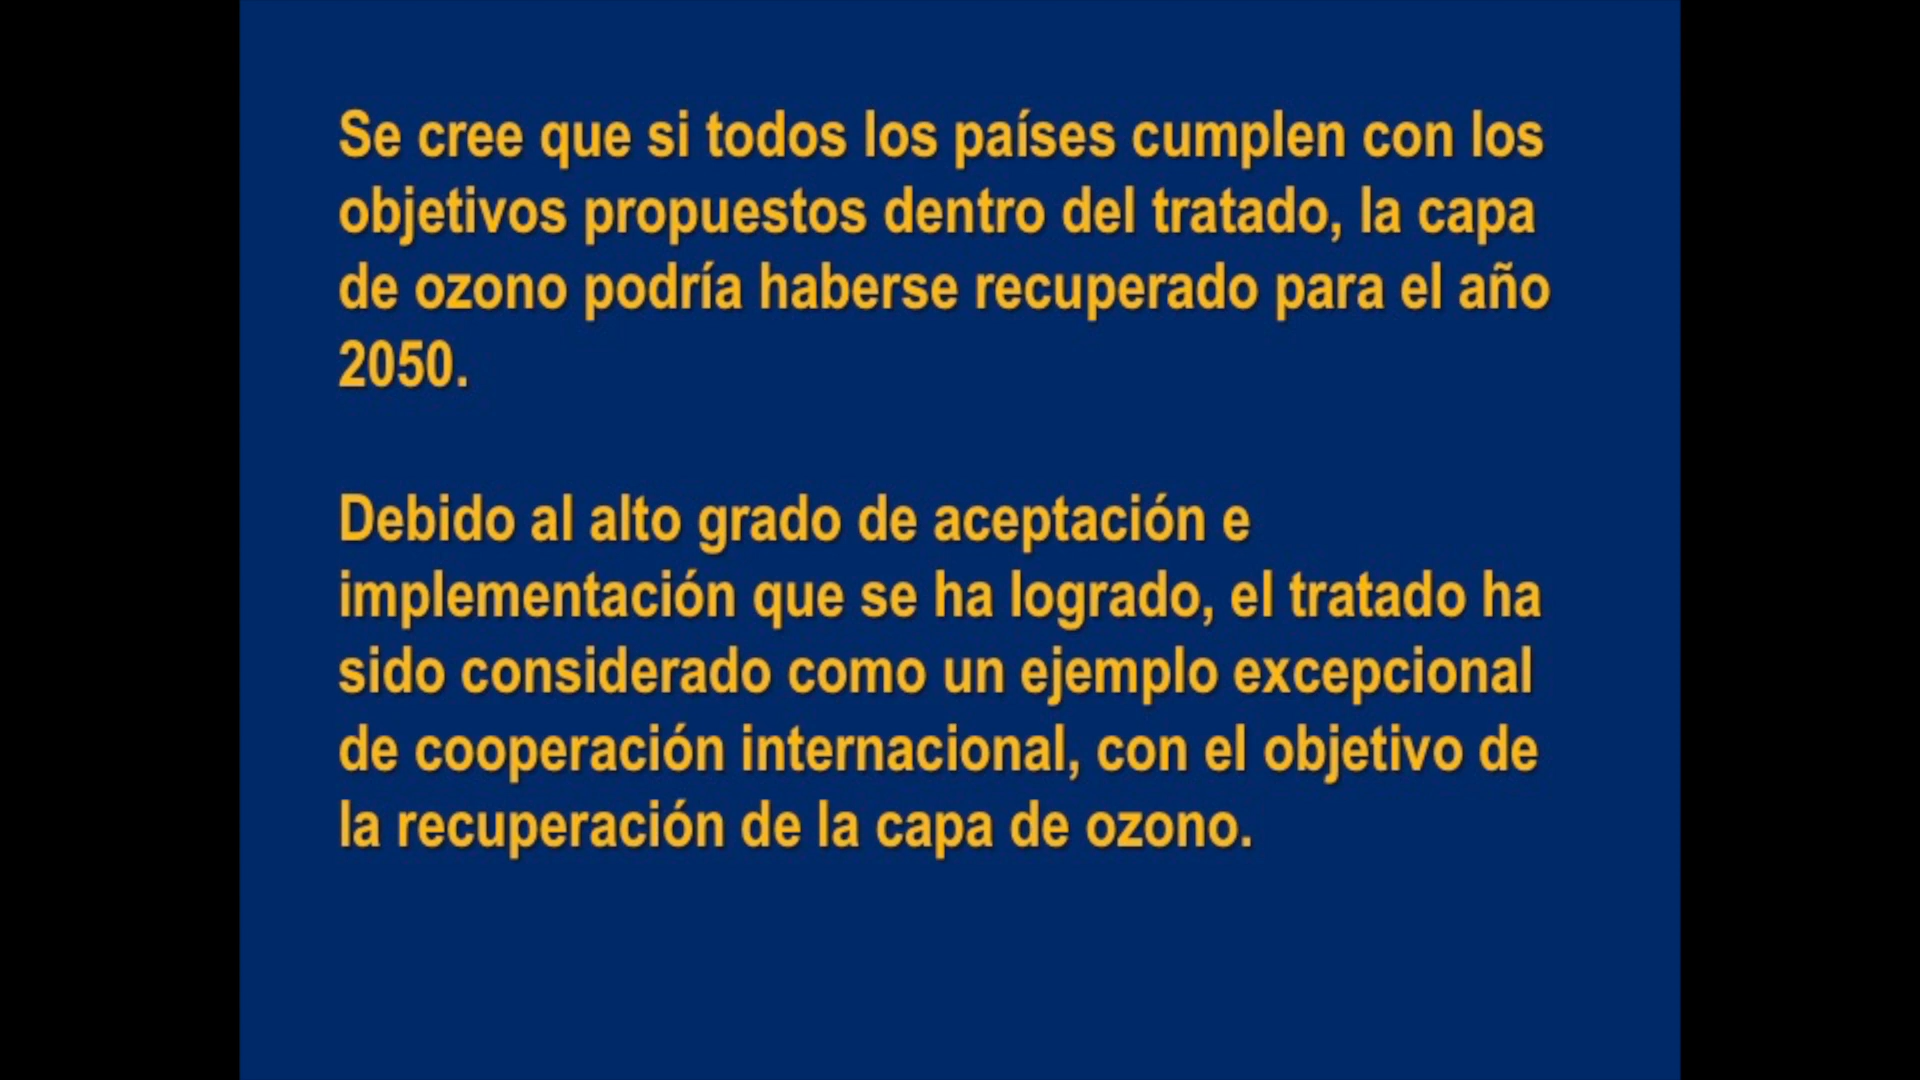 Se cree que si todos los países cumplen con los
objetivos propuestos dentro del tratado, la capa
de ozono podría haberse recuperado para el año
2050.
Debido al alto grado de aceptación e
implementación que se ha logrado, el tratado ha
sido considerado como un ejemplo excepcional
de cooperación internacional, con el objetivo de
la recuperación de la capa de ozono.